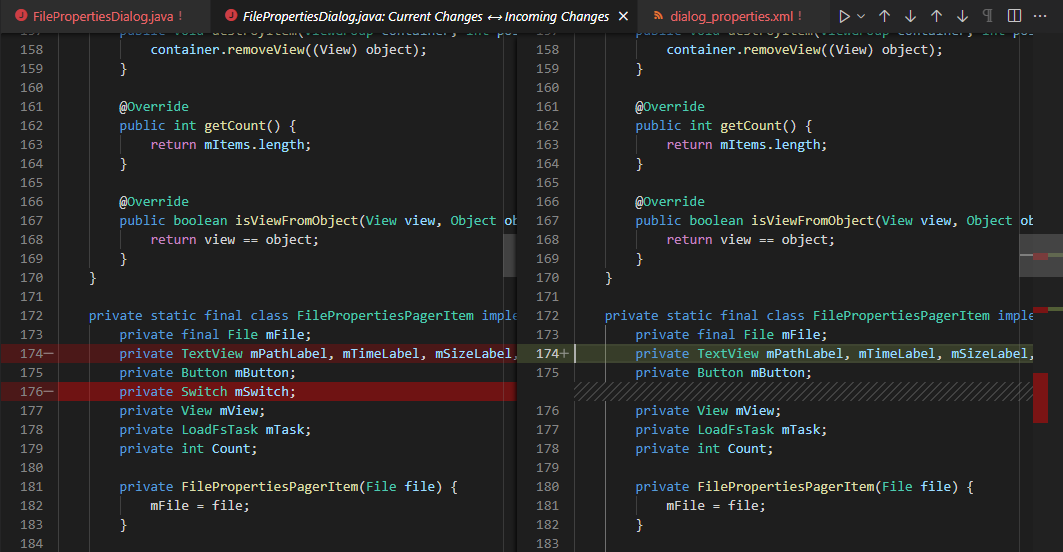 FilePropertiesDialog.java !
FilePropertiesDialog.java: Current Changes ↔ Incoming Changes
dialog_properties.xml !
158 container.removeView((View) object);
159 }
160
161 @Override
162 public int getCount() {
163 return mItems.length;
164 }
165
166 @Override
167 public boolean isViewFromObject(View view, Object ob
168 return view == object;
169 }
170 }
171
172 private static final class FilePropertiesPagerItem imple
173 private final File mFile;
174— private TextView mPathLabel, mTimeLabel, mSizeLabel,
175 private Button mButton;
176— private Switch mSwitch;
177 private View mView;
178 private LoadFsTask mTask;
179 private int Count;
180
181 private FilePropertiesPagerItem(File file) {
182 mFile = file;
183 }
184
158 container.removeView((View) object);
159 }
160
161 @Override
162 public int getCount() {
163 return mItems.length;
164 }
165
166 @Override
167 public boolean isViewFromObject(View view, Object ob
168 return view == object;
169 }
170 }
171
172 private static final class FilePropertiesPagerItem imple
173 private final File mFile;
174+ private TextView mPathLabel, mTimeLabel, mSizeLabel,
175 private Button mButton;
176 private View mView;
177 private LoadFsTask mTask;
178 private int Count;
179
180 private FilePropertiesPagerItem(File file) {
181 mFile = file;
182 }
183